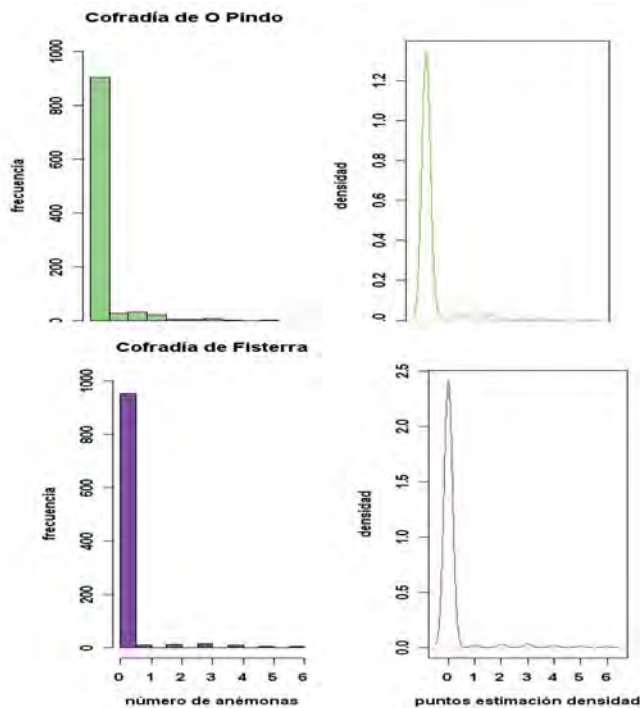 Cofradía de O Pindo
1000
800
600
400
200
0
frecuencia
1.2
1.0
0.8
0.6
0.4
0.2
.0
densidad
Cofradía de Fisterra
1000
800
600
400
200
0
frecuencia
0 1 2 3 4 5 6
número de anémonas
2.5
2.0
1.5
1.0
0.5
0.0
densidad
0 1 2 3 4 5 6
puntos estimación densidad